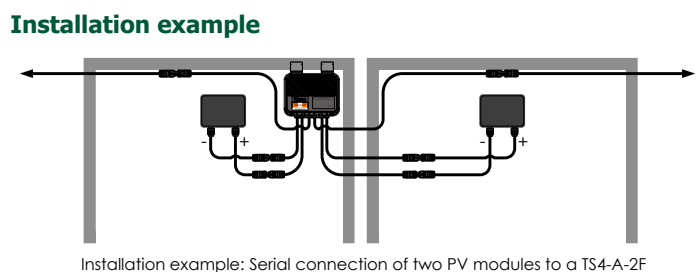 Installation example
- +
- +
Installation example: Serial connection of two PV modules to a TS4-A-2F